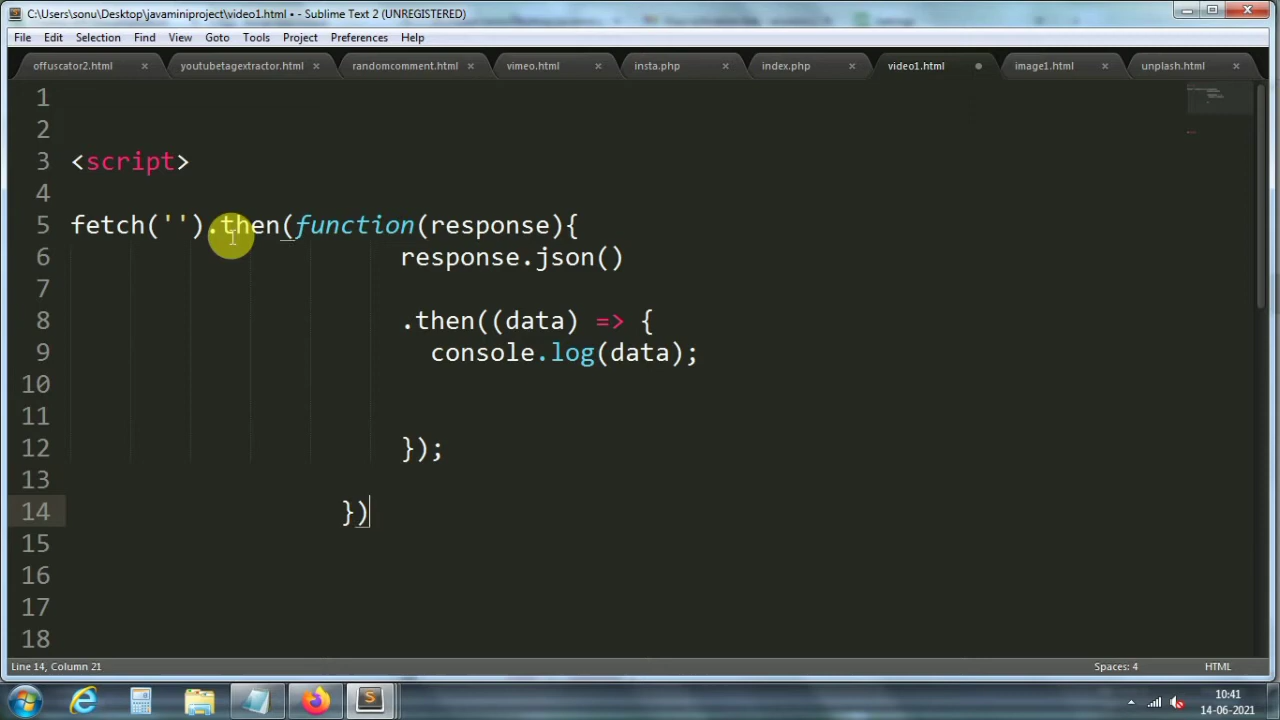 C:\Users\sonu\Desktop\javaminiproject\video1.html • - Sublime Text 2 (UNREGISTERED)
File Edit Selection Find View Goto Tools Project Preferences Help
offuscator2.html youtubetagextractor.html randomcomment.html vimeo.html insta.php index.php video1.html image1.html unplash.html
1
2
3 <script>
4
5 fetch('').then(function(response){
6 response.json()
7
8 .then((data) => {
9 console.log(data);
10
11
12 });
13
14 })
15
16
17
18
Line 14, Column 21 Spaces: 4 HTML
10:41
14-06-2021